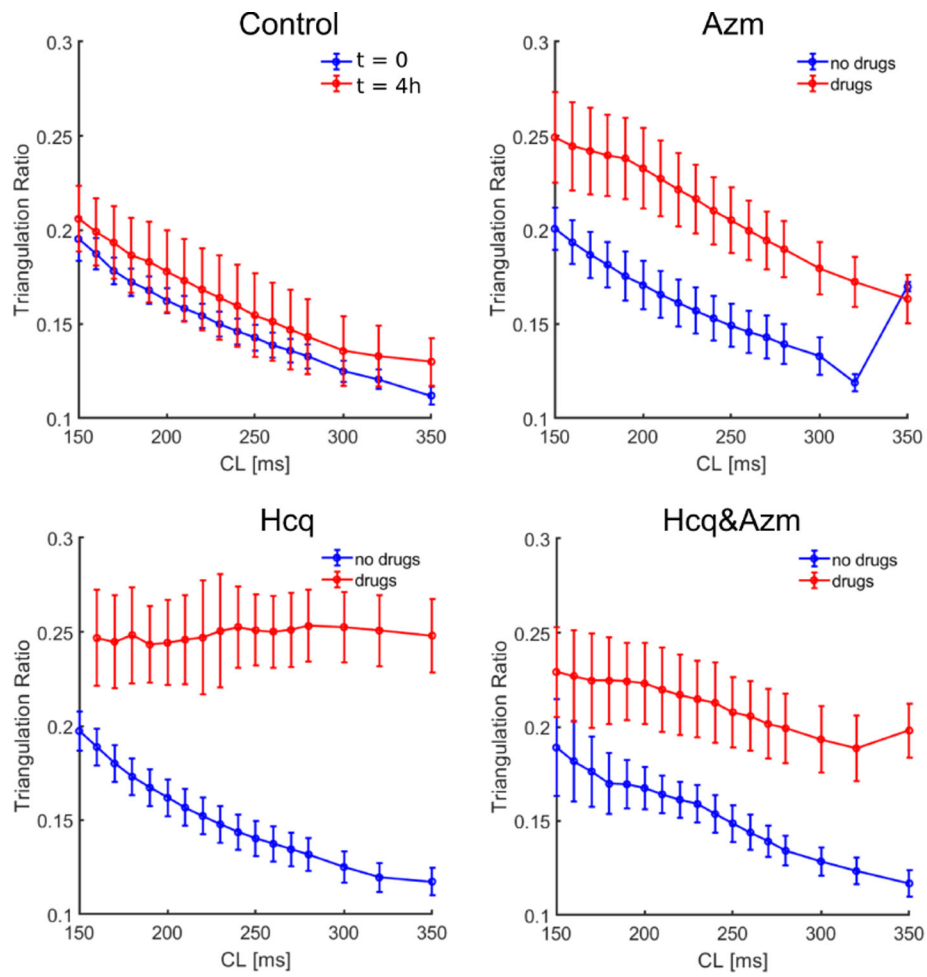 Control
0.3
0.25
0.2
0.15
0.1
Triangulation Ratio
t = 0
t = 4h
150 200 250 300 350
CL [ms]
Azm
0.3
0.25
0.2
0.15
0.1
Triangulation Ratio
no drugs
drugs
150 200 250 300 350
CL [ms]
Hcq
0.3
0.25
0.2
0.15
0.1
Triangulation Ratio
no drugs
drugs
150 200 250 300 350
CL [ms]
Hcq&Azm
0.3
0.25
0.2
0.15
0.1
Triangulation Ratio
no drugs
drugs
150 200 250 300 350
CL [ms]